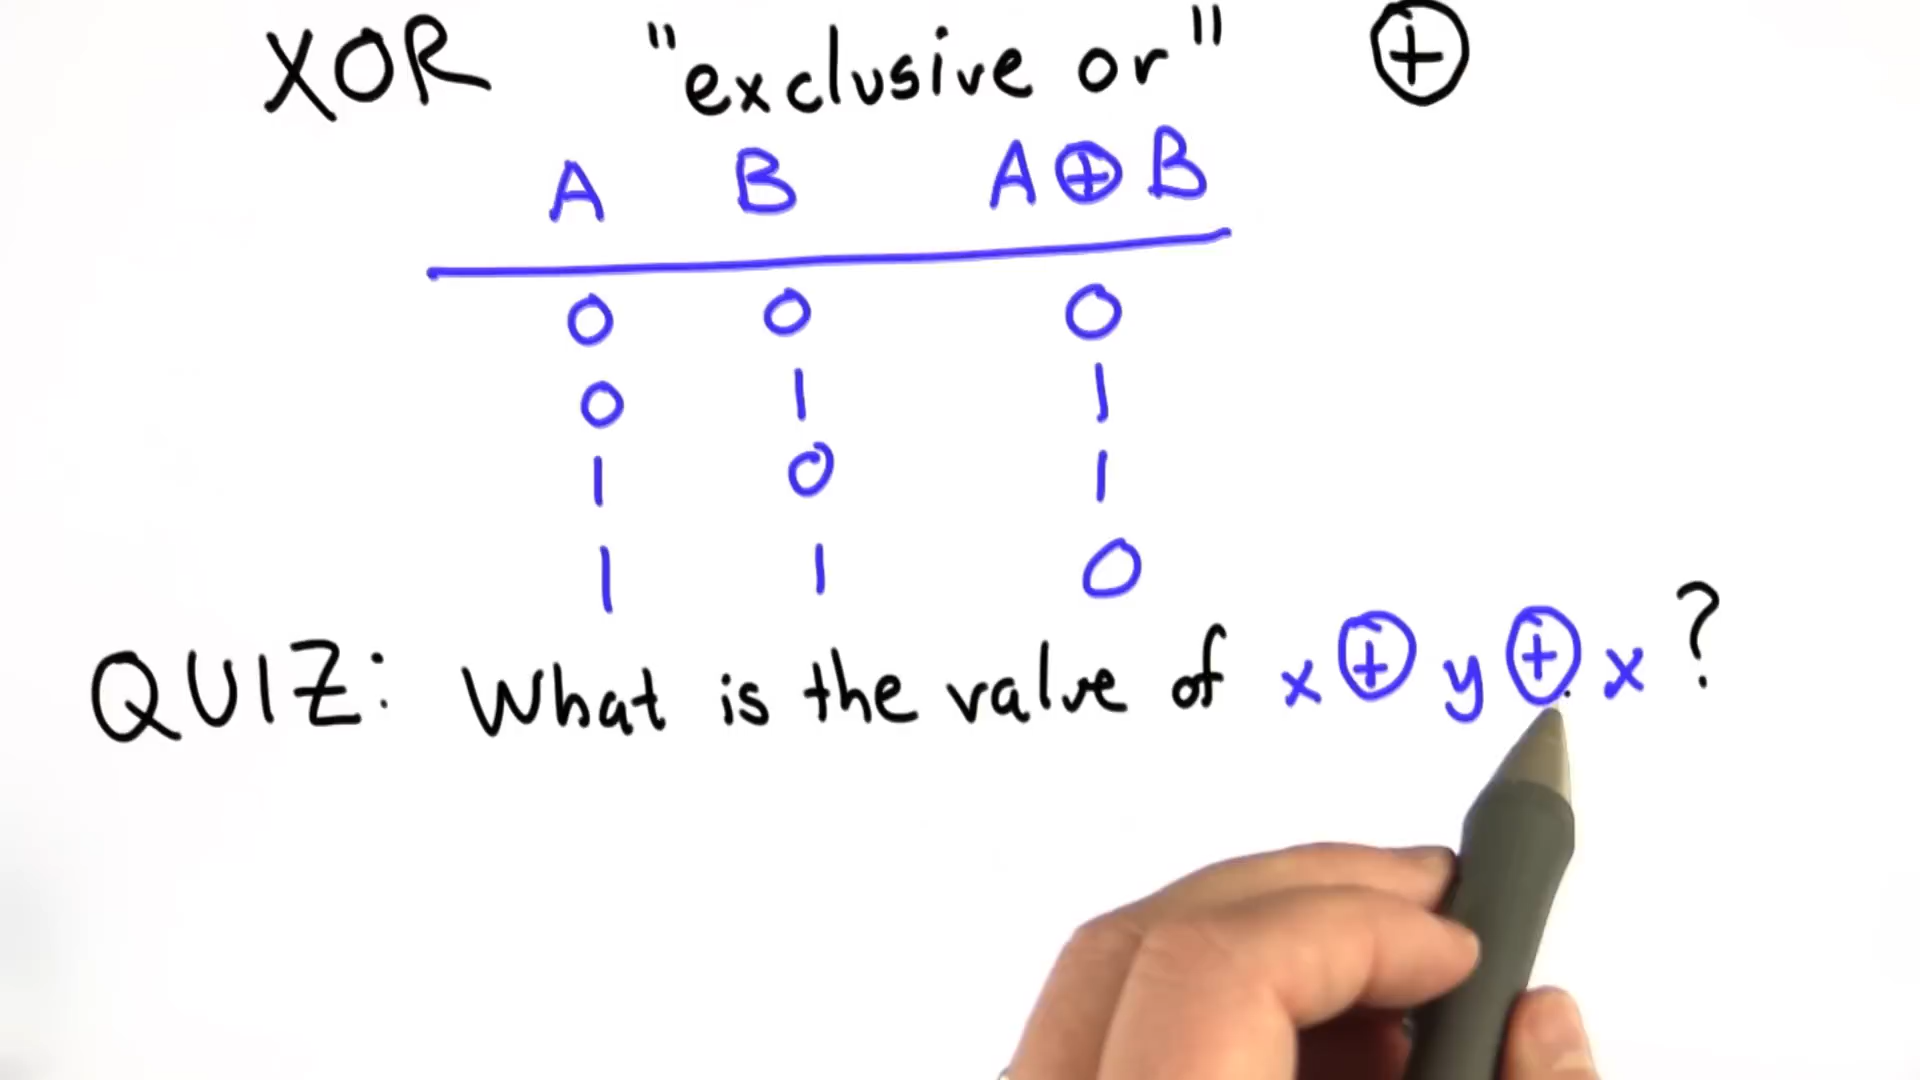 XOR "exclusive or" ⊕
A B A ⊕ B
0 0 0
0 1 1
1 0 1
1 1 0
QUIZ: What is the value of x ⊕ y ⊕ x ?